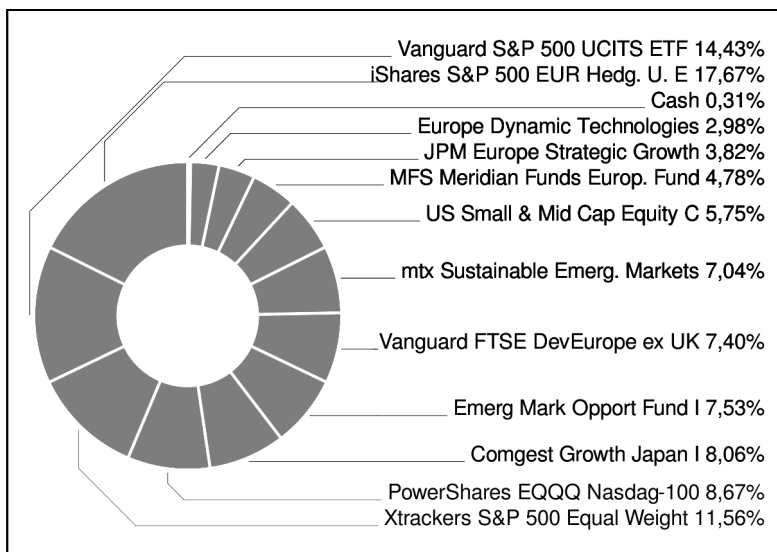 Vanguard S&P 500 UCITS ETF 14,43%
iShares S&P 500 EUR Hedg. U. E 17,67%
Cash 0,31%
Europe Dynamic Technologies 2,98%
JPM Europe Strategic Growth 3,82%
MFS Meridian Funds Europ. Fund 4,78%
US Small & Mid Cap Equity C 5,75%
mtx Sustainable Emerg. Markets 7,04%
Vanguard FTSE DevEurope ex UK 7,40%
Emerg Mark Opport Fund I 7,53%
Comgest Growth Japan I 8,06%
PowerShares EQQQ Nasdag-100 8,67%
Xtrackers S&P 500 Equal Weight 11,56%